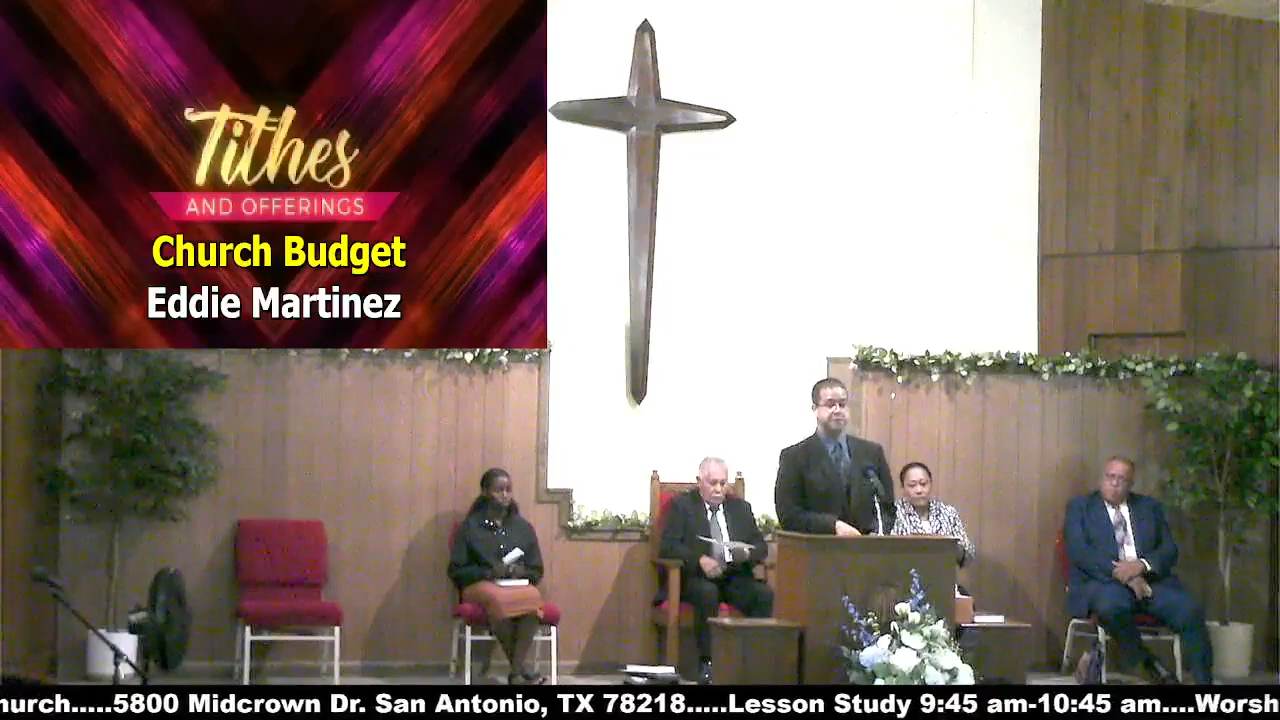 Tithes
AND OFFERINGS
Church Budget
Eddie Martinez
hurch.....5800 Midcrown Dr. San Antonio, TX 78218.....Lesson Study 9:45 am-10:45 am....Worsh